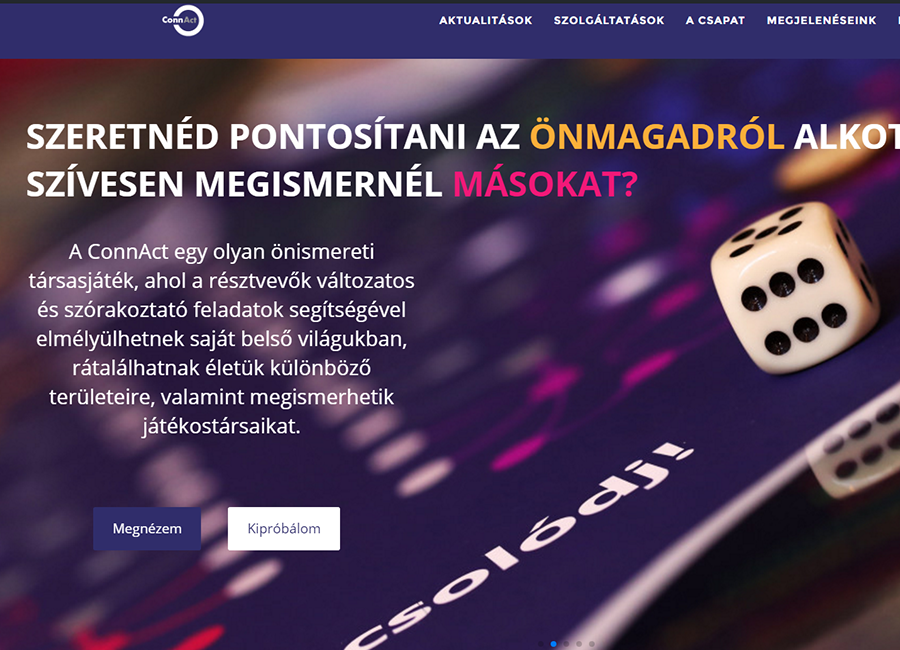 ConnAct
AKTUALITÁSOK SZOLGÁLTATÁSOK A CSAPAT MEGJELENÉSEINK
SZERETNÉD PONTOSÍTANI AZ ÖNMAGADRÓL ALKOT
SZÍVESEN MEGISMERNÉL MÁSOKAT?
A ConnAct egy olyan önismereti
társasjáték, ahol a résztvevők változatos
és szórakoztató feladatok segítségével
elmélyülhetnek saját belső világukban,
rátalálhatnak életük különböző
területeire, valamint megismerhetik
játékostársaikat.
Megnézem Kipróbálom
csolódj!